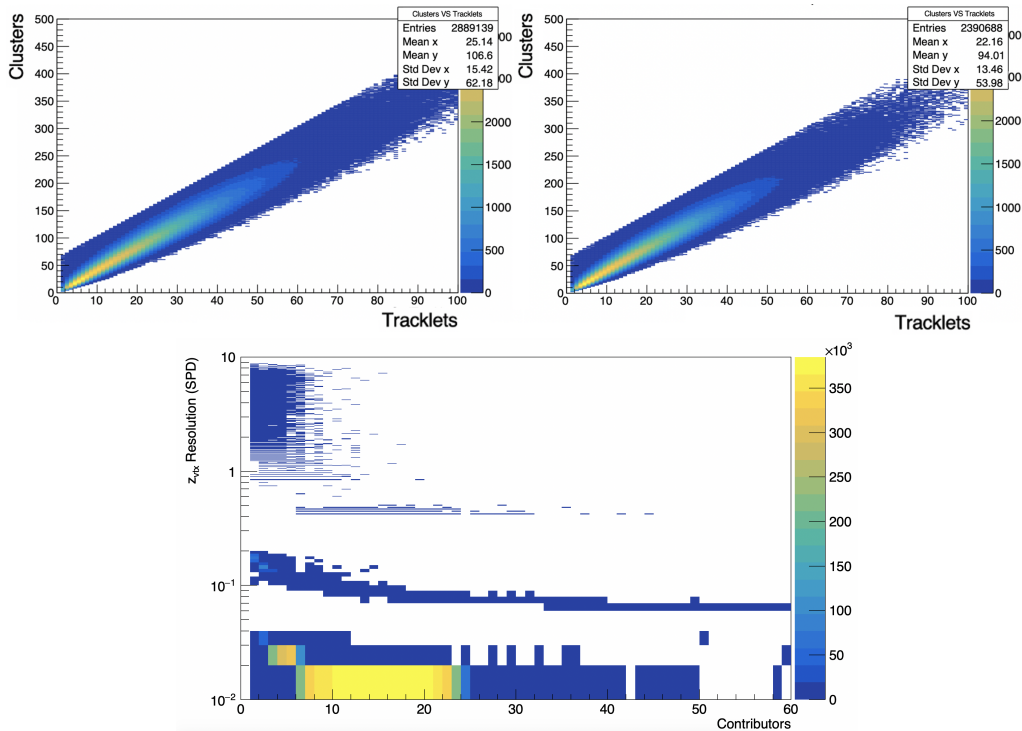 Clusters VS Tracklets
Entries 2889139
Mean x 25.14
Mean y 106.6
Std Dev x 15.42
Std Dev y 62.18
Clusters
500
450
400
350
300
250
200
150
100
50
0
0 10 20 30 40 50 60 70 80 90 100
Tracklets
00
00
2000
1500
1000
500
0
Clusters VS Tracklets
Entries 2390688
Mean x 22.16
Mean y 94.01
Std Dev x 13.46
Std Dev y 53.98
Clusters
500
450
400
350
300
250
200
150
100
50
0
0 10 20 30 40 50 60 70 80 90 100
Tracklets
00
00
2000
1500
1000
500
0
z_vtx Resolution (SPD)
10
1
10⁻¹
10⁻²
0 10 20 30 40 50 60
Contributors
×10³
350
300
250
200
150
100
50
0